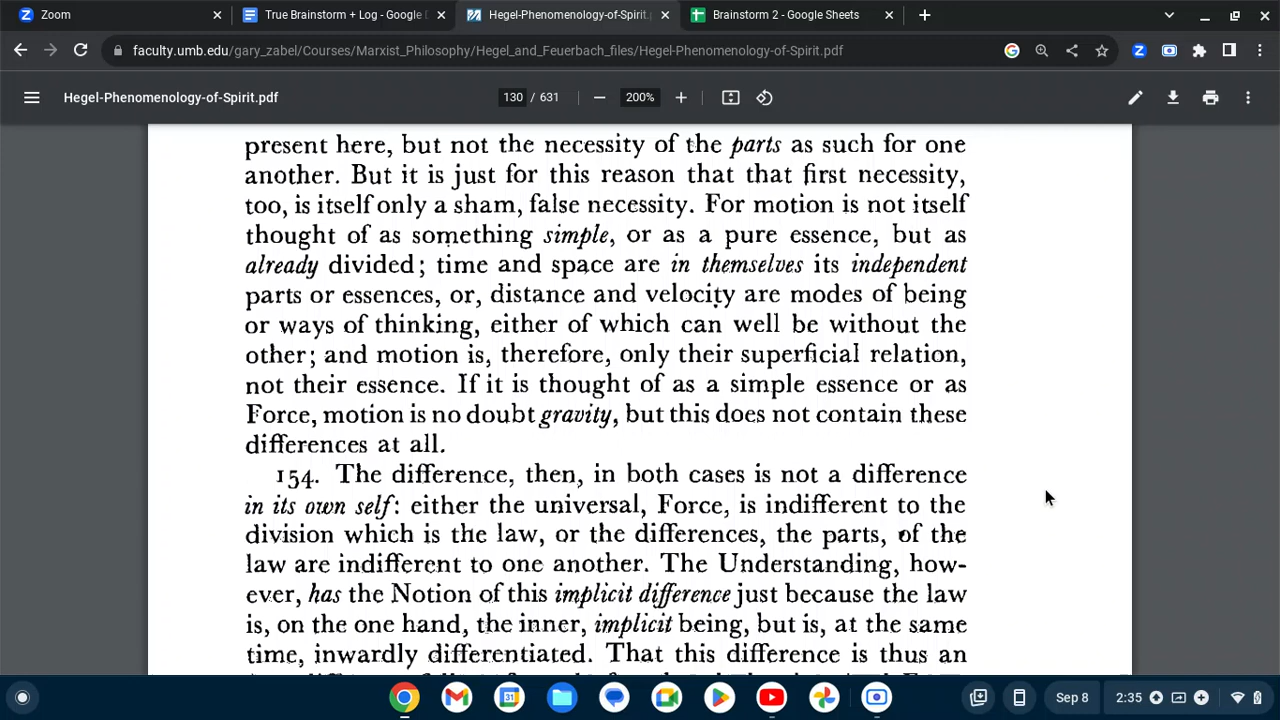 Zoom
True Brainstorm + Log - Google D
Hegel-Phenomenology-of-Spirit.
Brainstorm 2 - Google Sheets
faculty.umb.edu/gary_zabel/Courses/Marxist_Philosophy/Hegel_and_Feuerbach_files/Hegel-Phenomenology-of-Spirit.pdf
Hegel-Phenomenology-of-Spirit.pdf
130 / 631
200%
present here, but not the necessity of the parts as such for one
another. But it is just for this reason that that first necessity,
too, is itself only a sham, false necessity. For motion is not itself
thought of as something simple, or as a pure essence, but as
already divided; time and space are in themselves its independent
parts or essences, or, distance and velocity are modes of being
or ways of thinking, either of which can well be without the
other; and motion is, therefore, only their superficial relation,
not their essence. If it is thought of as a simple essence or as
Force, motion is no doubt gravity, but this does not contain these
differences at all.
154. The difference, then, in both cases is not a difference
in its own self: either the universal, Force, is indifferent to the
division which is the law, or the differences, the parts, of the
law are indifferent to one another. The Understanding, how-
ever, has the Notion of this implicit difference just because the law
is, on the one hand, the inner, implicit being, but is, at the same
time, inwardly differentiated. That this difference is thus an
31
Sep 8
2:35